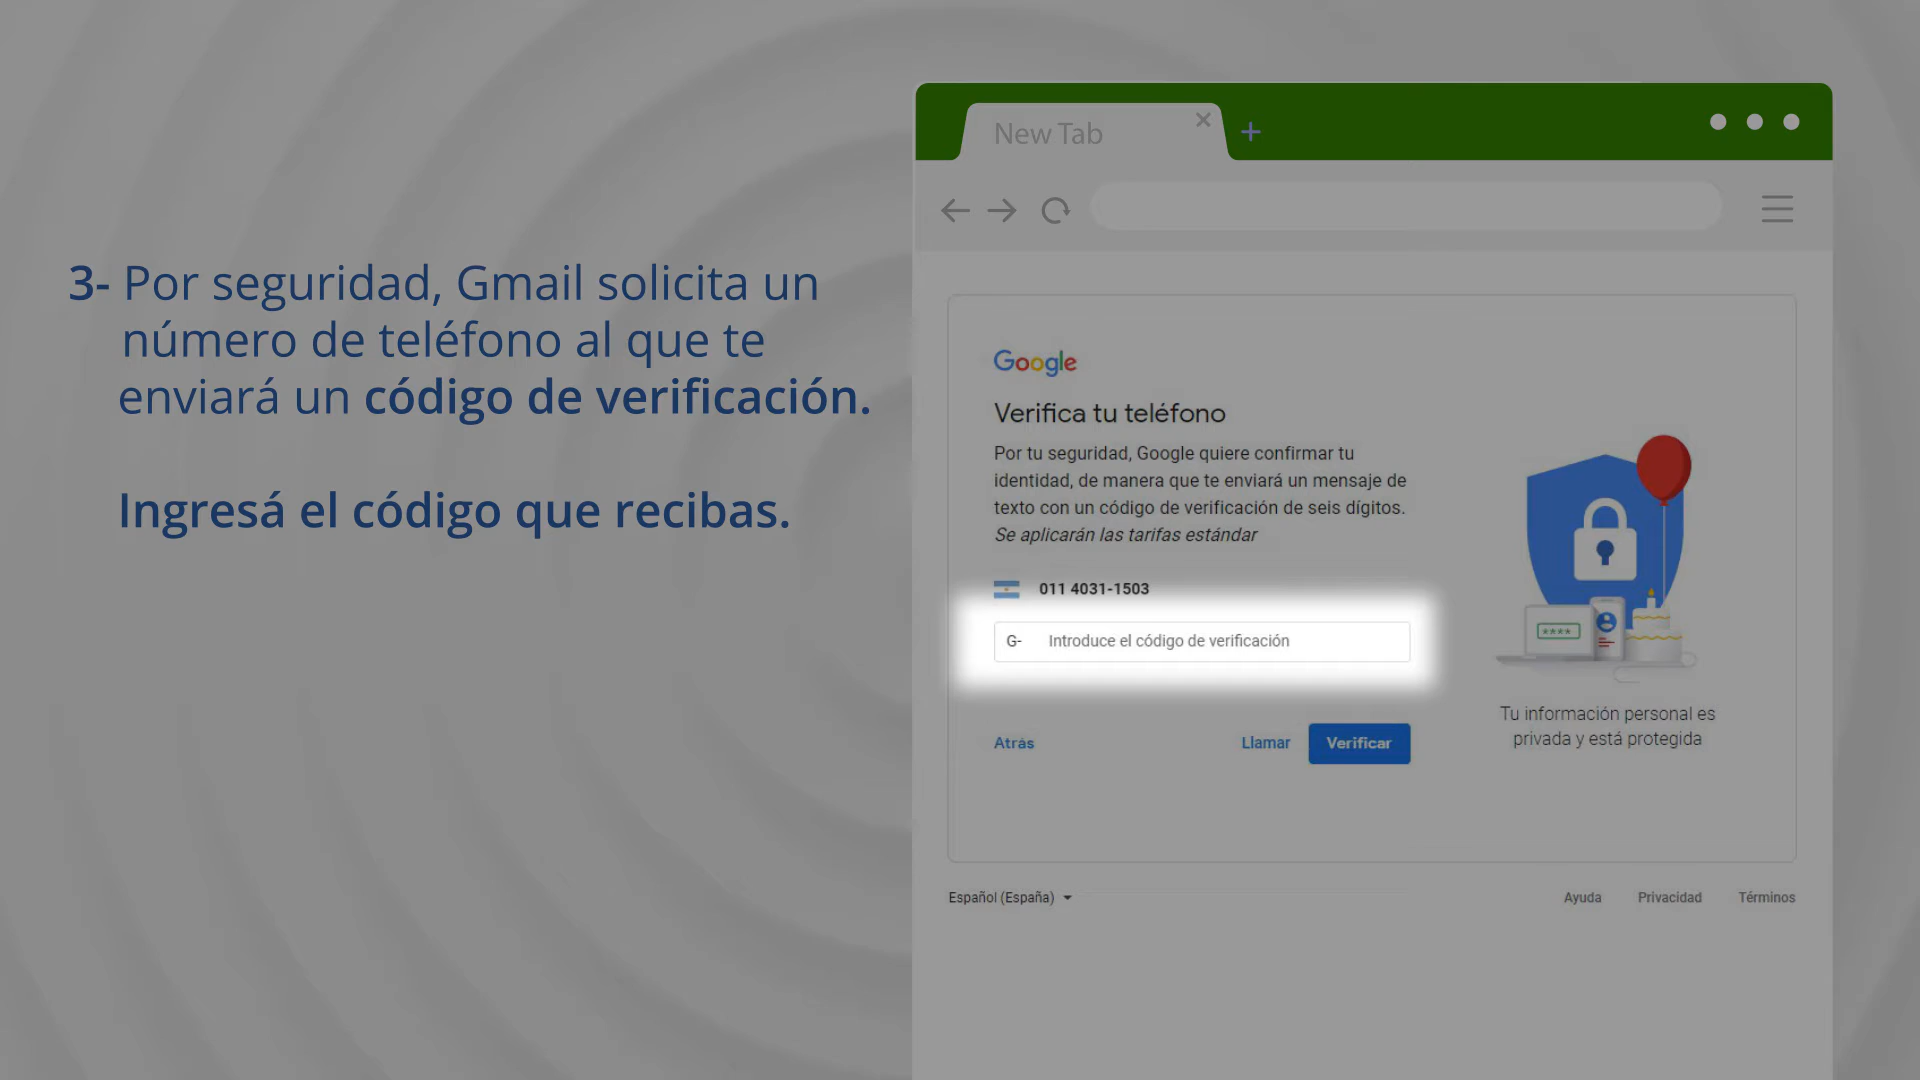 3- Por seguridad, Gmail solicita un
número de teléfono al que te
enviará un código de verificación.
Ingresá el código que recibas.
New Tab
Google
Verifica tu teléfono
Por tu seguridad, Google quiere confirmar tu
identidad, de manera que te enviará un mensaje de
texto con un código de verificación de seis dígitos.
Se aplicarán las tarifas estándar
011 4031-1503
G- Introduce el código de verificación
Atrás
Llamar
Verificar
****
Tu información personal es
privada y está protegida
Español (España)
Ayuda
Privacidad
Términos